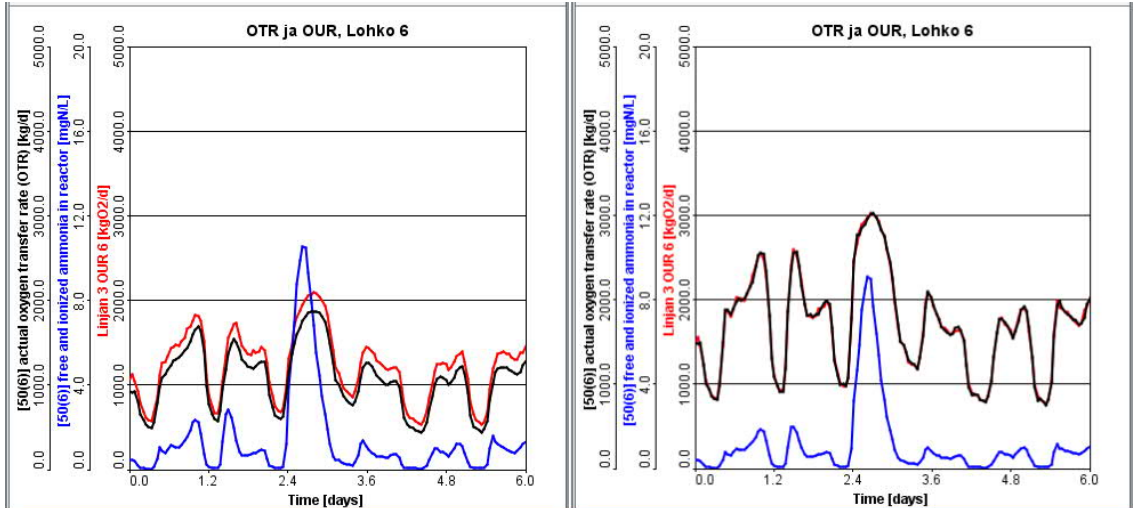 OTR ja OUR, Lohko 6
[50(6)] actual oxygen transfer rate (OTR) [kg/d]
0.0 1000.0 2000.0 3000.0 4000.0 5000.0
[50(6)] free and ionized ammonia in reactor [mgN/L]
0.0 4.0 8.0 12.0 16.0 20.0
Linjan 3 OUR 6 [kgO2/d]
0.0 1000.0 2000.0 3000.0 4000.0 5000.0
0.0 1.2 2.4 3.6 4.8 6.0
Time [days]
OTR ja OUR, Lohko 6
[50(6)] actual oxygen transfer rate (OTR) [kg/d]
0.0 1000.0 2000.0 3000.0 4000.0 5000.0
[50(6)] free and ionized ammonia in reactor [mgN/L]
0.0 4.0 8.0 12.0 16.0 20.0
Linjan 3 OUR 6 [kgO2/d]
0.0 1000.0 2000.0 3000.0 4000.0 5000.0
0.0 1.2 2.4 3.6 4.8 6.0
Time [days]